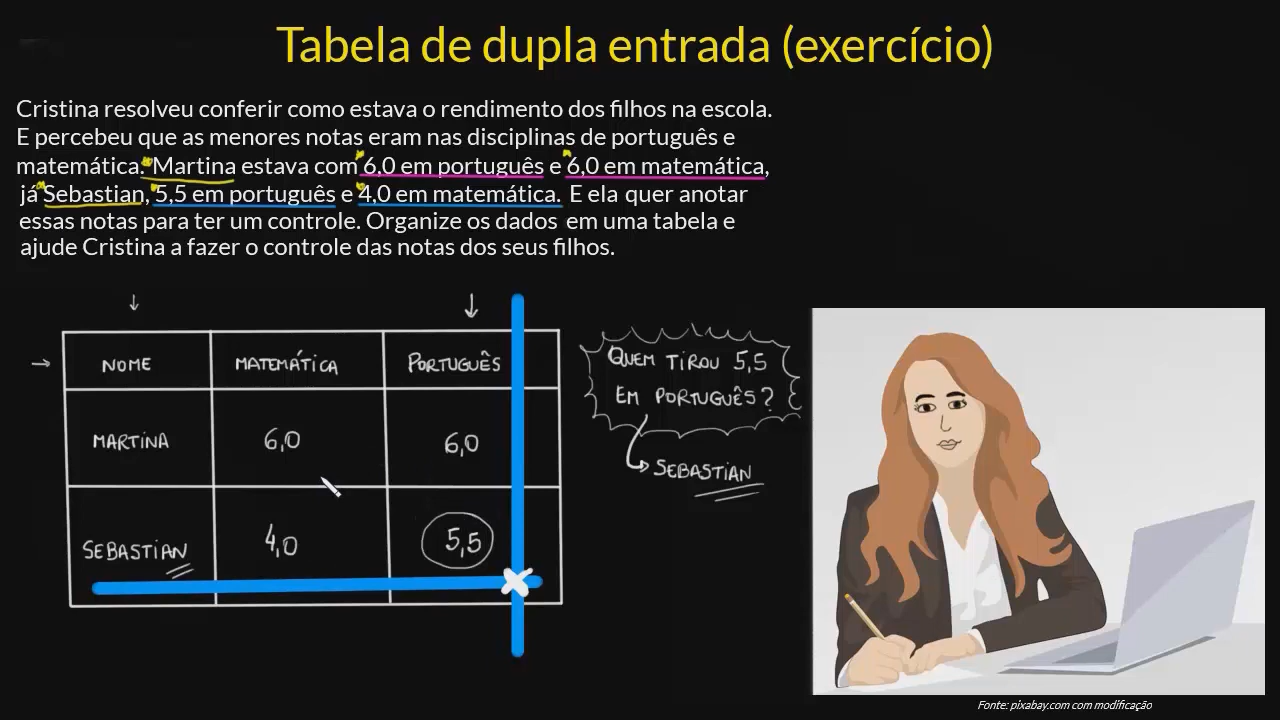 Tabela de dupla entrada (exercício)
Cristina resolveu conferir como estava o rendimento dos filhos na escola.
E percebeu que as menores notas eram nas disciplinas de português e
matemática. Martina estava com 6,0 em português e 6,0 em matemática,
já Sebastian, 5,5 em português e 4,0 em matemática. E ela quer anotar
essas notas para ter um controle. Organize os dados em uma tabela e
ajude Cristina a fazer o controle das notas dos seus filhos.
NOME MATEMÁTICA PORTUGUÊS
MARTINA 6,0 6,0
SEBASTIAN 4,0 5,5
QUEM TIROU 5,5
EM PORTUGUÊS?
SEBASTIAN
Fonte: pixabay.com com modificação